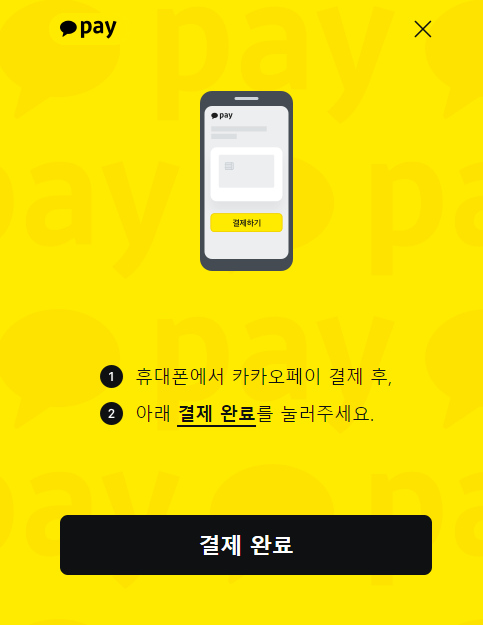 pay
pay
결제하기
1 휴대폰에서 카카오페이 결제 후,
2 아래 결제 완료를 눌러주세요.
결제 완료